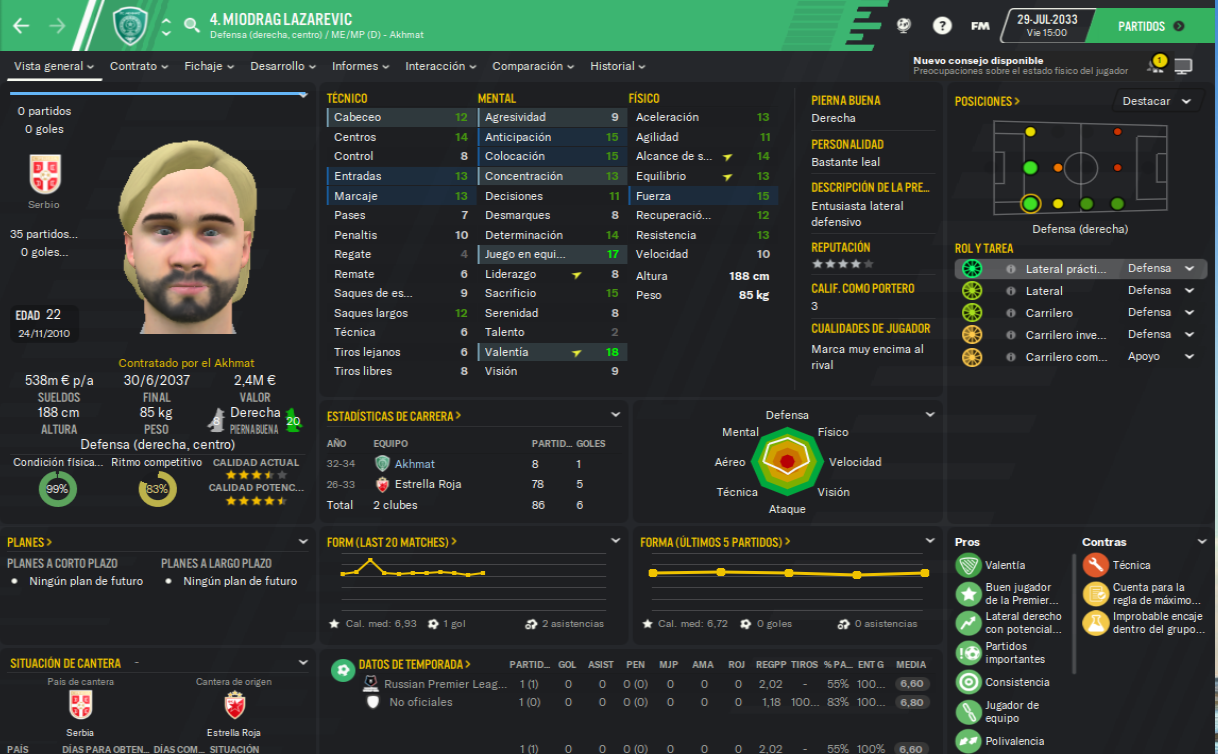 4. MIODRAG LAZAREVIC
Defensa (derecha, centro) / ME/MP (D) - Akhmat
?
FM
29-JUL-2033
Vie 15:00
PARTIDOS
Vista general
Contrato
Fichaje
Desarrollo
Informes
Interacción
Comparación
Historial
Nuevo consejo disponible
Preocupaciones sobre el estado físico del jugador
1
0 partidos
0 goles
Serbio
35 partidos...
0 goles...
EDAD 22
24/11/2010
Contratado por el Akhmat
538m € p/a
SUELDOS
30/6/2037
FINAL
2,4M €
VALOR
188 cm
ALTURA
85 kg
PESO
8
Derecha
PIERNA BUENA
20
Defensa (derecha, centro)
Condición física...
99%
Ritmo competitivo
83%
CALIDAD ACTUAL
CALIDAD POTENC...
TÉCNICO
Cabeceo 12
Centros 14
Control 8
Entradas 13
Marcaje 13
Pases 7
Penaltis 10
Regate 4
Remate 6
Saques de es... 9
Saques largos 12
Técnica 6
Tiros lejanos 6
Tiros libres 8
MENTAL
Agresividad 9
Anticipación 15
Colocación 15
Concentración 13
Decisiones 11
Desmarques 8
Determinación 14
Juego en equi... 17
Liderazgo 8
Sacrificio 15
Serenidad 8
Talento 2
Valentía 18
Visión 9
FÍSICO
Aceleración 13
Agilidad 11
Alcance de s... 14
Equilibrio 13
Fuerza 15
Recuperació... 12
Resistencia 13
Velocidad 10
Altura 188 cm
Peso 85 kg
PIERNA BUENA
Derecha
PERSONALIDAD
Bastante leal
DESCRIPCIÓN DE LA PRE...
Entusiasta lateral
defensivo
REPUTACIÓN
CALIF. COMO PORTERO
3
CUALIDADES DE JUGADOR
Marca muy encima al
rival
POSICIONES >
Destacar
Defensa (derecha)
ROL Y TAREA
Lateral prácti... Defensa
Lateral Defensa
Carrilero Defensa
Carrilero inve... Defensa
Carrilero com... Apoyo
ESTADÍSTICAS DE CARRERA >
AÑO EQUIPO PARTID... GOLES
32-34 Akhmat 8 1
26-33 Estrella Roja 78 5
Total 2 clubes 86 6
Defensa
Físico
Velocidad
Visión
Ataque
Técnica
Aéreo
Mental
PLANES >
PLANES A CORTO PLAZO
Ningún plan de futuro
PLANES A LARGO PLAZO
Ningún plan de futuro
FORM (LAST 20 MATCHES) >
Cal. med: 6,93 1 gol 2 asistencias
FORMA (ÚLTIMOS 5 PARTIDOS) >
Cal. med: 6,72 0 goles 0 asistencias
Pros
Valentía
Buen jugador
de la Premier...
Lateral derecho
con potencial...
Partidos
importantes
Consistencia
Jugador de
equipo
Polivalencia
Contras
Técnica
Cuenta para la
regla de máximo...
Improbable encaje
dentro del grupo...
SITUACIÓN DE CANTERA -
País de cantera
Serbia
Cantera de origen
Estrella Roja
PAÍS DÍAS PARA OBTEN... DÍAS COM... SITUACIÓN
DATOS DE TEMPORADA > PARTID... GOL ASIST PEN MJP AMA ROJ REGPP TIROS % PA... ENT G MEDIA
Russian Premier Leag... 1 (1) 0 0 0 (0) 0 0 0 2,02 - 55% 100... 6,60
No oficiales 1 (0) 0 0 0 (0) 0 0 0 1,18 100... 83% 100... 6,80
1 (1) 0 0 0 (0) 0 0 0 2,02 - 55% 100% 6,60